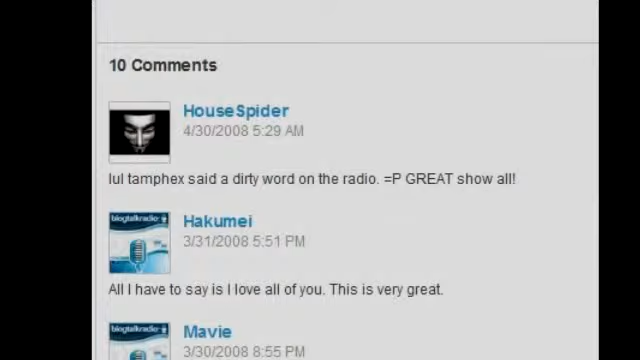 10 Comments
HouseSpider
4/30/2008 5:29 AM
lul tamphex said a dirty word on the radio. =P GREAT show all!
blogtalkradio
Hakumei
3/31/2008 5:51 PM
All I have to say is I love all of you. This is very great.
blogtalkradio
Mavie
3/30/2008 8:55 PM